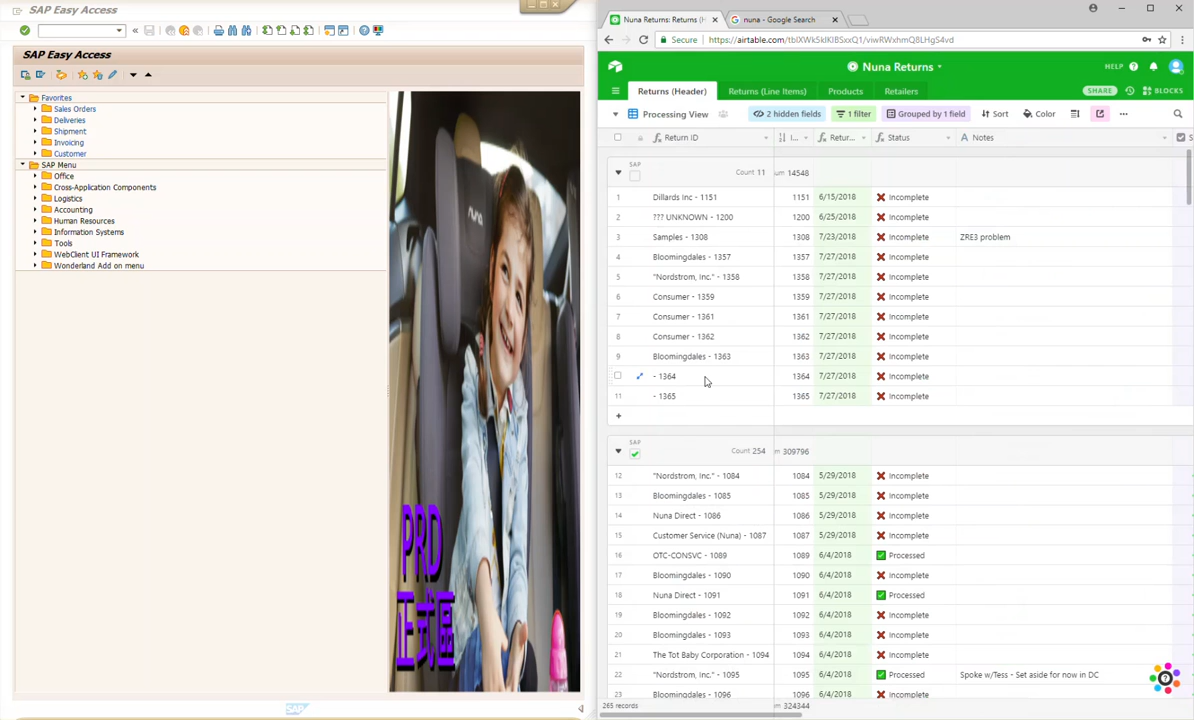 SAP Easy Access
SAP Easy Access
Favorites
Sales Orders
Deliveries
Shipment
Invoicing
Customer
SAP Menu
Office
Cross-Application Components
Logistics
Accounting
Human Resources
Information Systems
Tools
WebClient UI Framework
Wonderland Add on menu
nuna
PRD
正式區
SAP
Nuna Returns: Returns (H
nuna - Google Search
Secure
Nuna Returns
HELP
Returns (Header)
Returns (Line Items)
Products
Retailers
SHARE
BLOCKS
Processing View
2 hidden fields
1 filter
Grouped by 1 field
Sort
Color
Return ID
I...
Retur...
Status
A Notes
S
SAP
Count 11
um 14548
1 Dillards Inc - 1151 1151 6/15/2018 Incomplete
2 ??? UNKNOWN - 1200 1200 6/25/2018 Incomplete
3 Samples - 1308 1308 7/23/2018 Incomplete ZRE3 problem
4 Bloomingdales - 1357 1357 7/27/2018 Incomplete
5 "Nordstrom, Inc." - 1358 1358 7/27/2018 Incomplete
6 Consumer - 1359 1359 7/27/2018 Incomplete
7 Consumer - 1361 1361 7/27/2018 Incomplete
8 Consumer - 1362 1362 7/27/2018 Incomplete
9 Bloomingdales - 1363 1363 7/27/2018 Incomplete
- 1364 1364 7/27/2018 Incomplete
11 - 1365 1365 7/27/2018 Incomplete
SAP
Count 254
m 309796
12 "Nordstrom, Inc." - 1084 1084 5/29/2018 Incomplete
13 Bloomingdales - 1085 1085 5/29/2018 Incomplete
14 Nuna Direct - 1086 1086 5/29/2018 Incomplete
15 Customer Service (Nuna) - 1087 1087 5/29/2018 Incomplete
16 OTC-CONSVC - 1089 1089 6/4/2018 Processed
17 Bloomingdales - 1090 1090 6/4/2018 Incomplete
18 Nuna Direct - 1091 1091 6/4/2018 Processed
19 Bloomingdales - 1092 1092 6/4/2018 Incomplete
20 Bloomingdales - 1093 1093 6/4/2018 Incomplete
21 The Tot Baby Corporation - 1094 1094 6/4/2018 Incomplete
22 "Nordstrom, Inc." - 1095 1095 6/4/2018 Processed Spoke w/Tess - Set aside for now in DC
23 Bloomingdales - 1096 1096 6/4/2018 Incomplete
265 records
um 324344